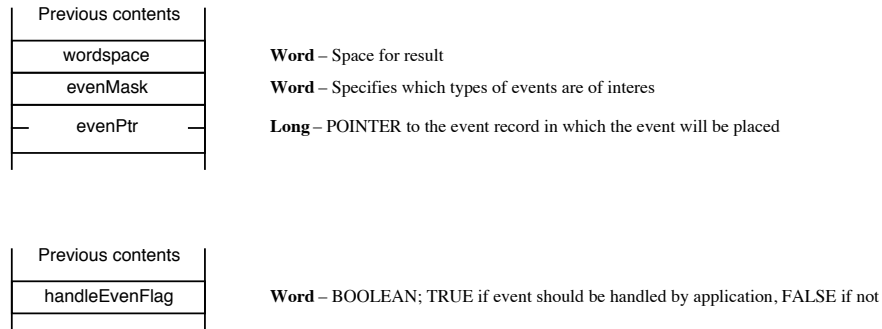 Previous contents
wordspace Word – Space for result
evenMask Word – Specifies which types of events are of interes
evenPtr Long – POINTER to the event record in which the event will be placed
Previous contents
handleEvenFlag Word – BOOLEAN; TRUE if event should be handled by application, FALSE if not